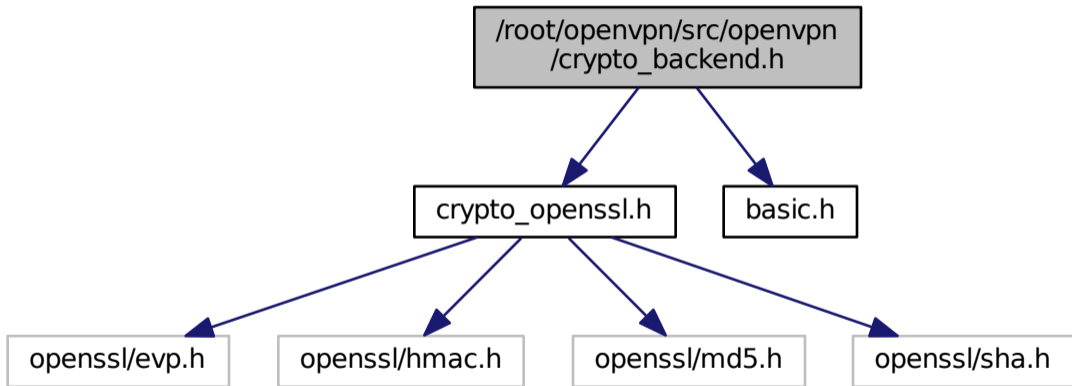 /root/openvpn/src/openvpn
/crypto_backend.h
crypto_openssl.h
basic.h
openssl/evp.h
openssl/hmac.h
openssl/md5.h
openssl/sha.h